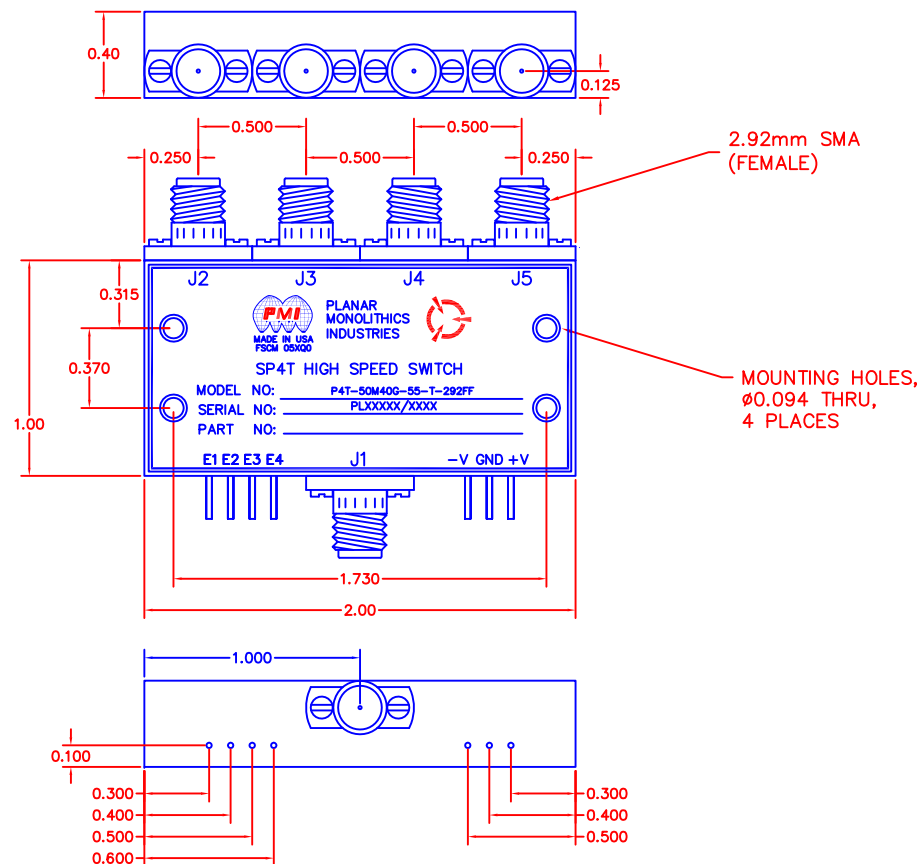 0.40
0.125
0.500
0.500
0.250
0.500
0.250
2.92mm SMA
(FEMALE)
J2
J3
J4
J5
0.315
PMI
MADE IN USA
FSCM 05XQ0
PLANAR
MONOLITHICS
INDUSTRIES
0.370
SP4T HIGH SPEED SWITCH
MODEL NO: P4T-50M40G-55-T-292FF
SERIAL NO: PLXXXXX/XXXX
PART NO:
MOUNTING HOLES,
ø0.094 THRU,
4 PLACES
1.00
E1 E2 E3 E4
J1
-V GND +V
1.730
2.00
1.000
0.100
0.300
0.300
0.400
0.400
0.500
0.500
0.600